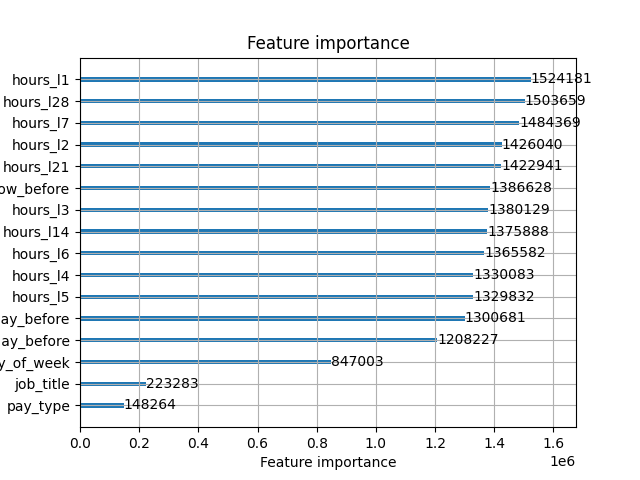 Feature importance
hours_l1 1524181
hours_l28 1503659
hours_l7 1484369
hours_l2 1426040
hours_l21 1422941
ow_before 1386628
hours_l3 1380129
hours_l14 1375888
hours_l6 1365582
hours_l4 1330083
hours_l5 1329832
ay_before 1300681
ay_before 1208227
y_of_week 847003
job_title 223283
pay_type 148264
0.0 0.2 0.4 0.6 0.8 1.0 1.2 1.4 1.6
1e6
Feature importance